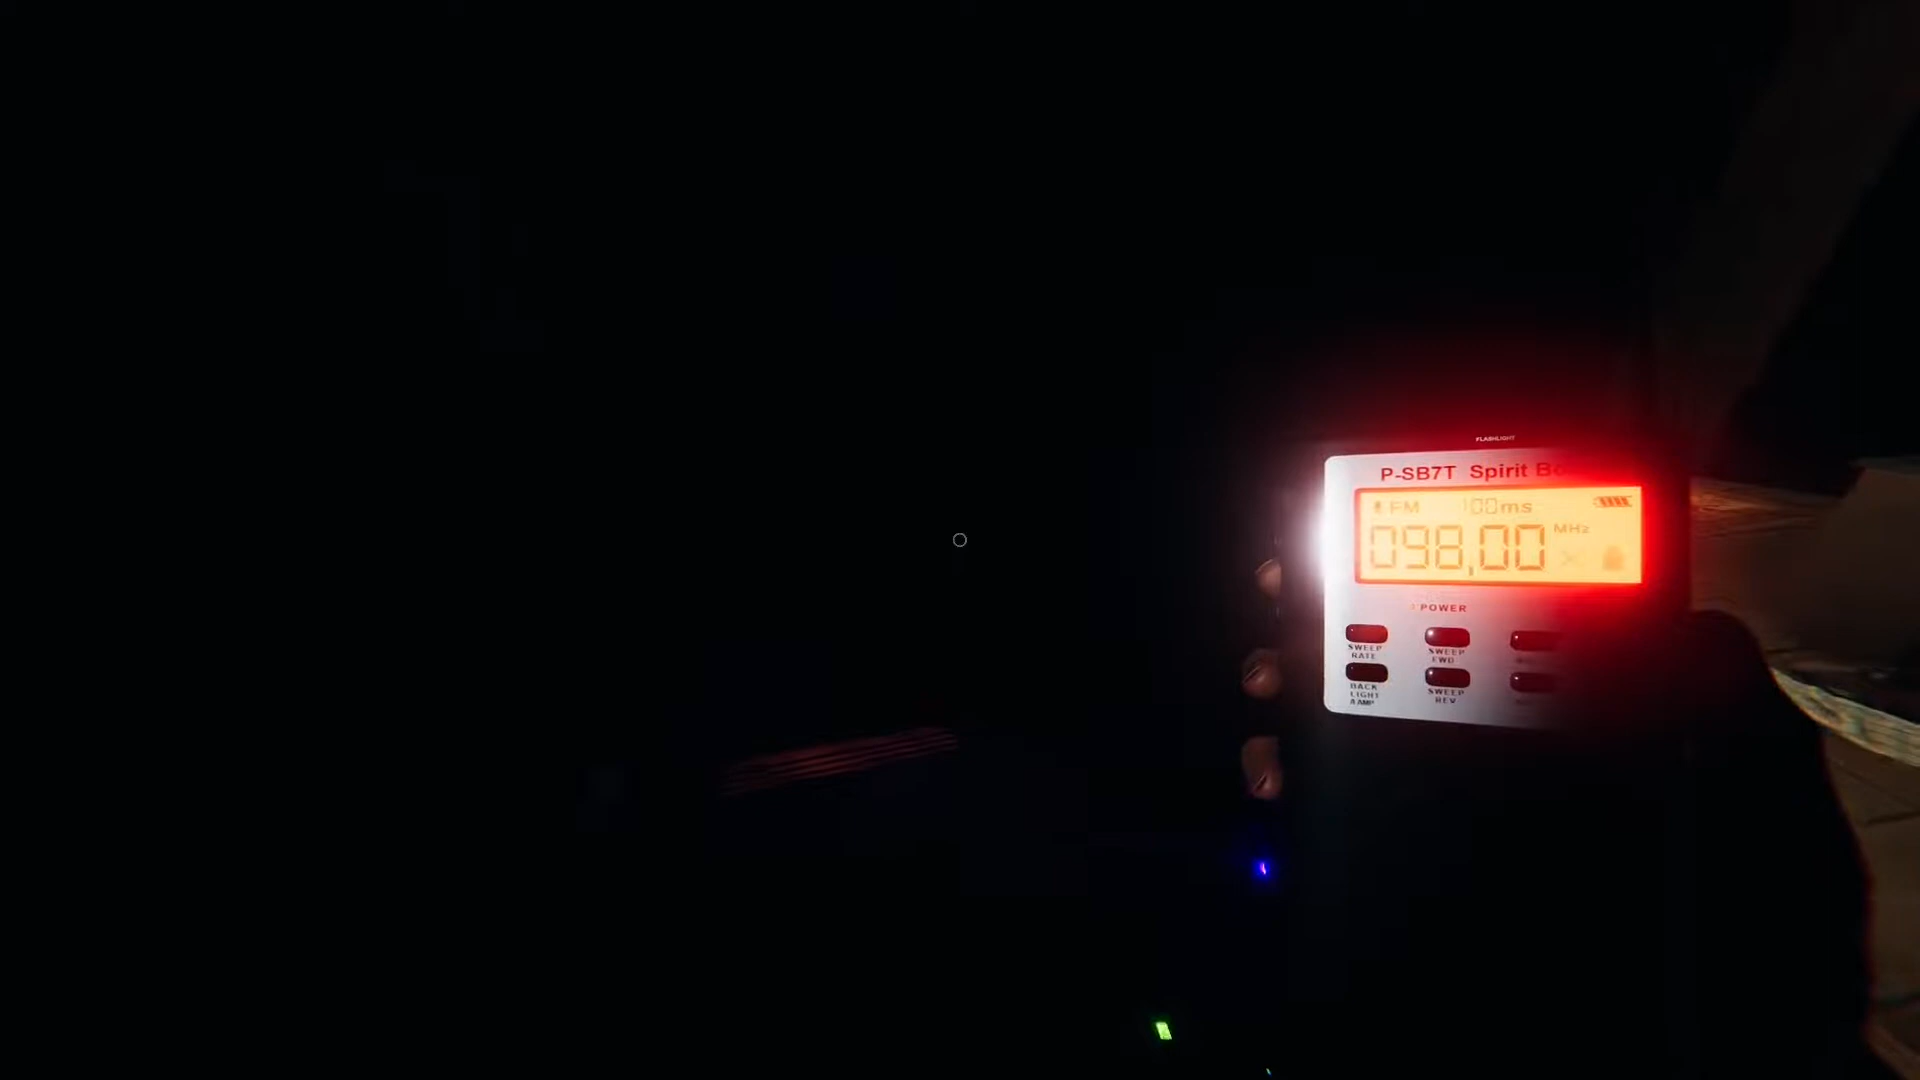 FLASHLIGHT
P-SB7T Spirit
FM 100ms
098,00 MHz
POWER
SWEEP RATE
SWEEP FWD
BACK LIGHT & AMP
SWEEP REV